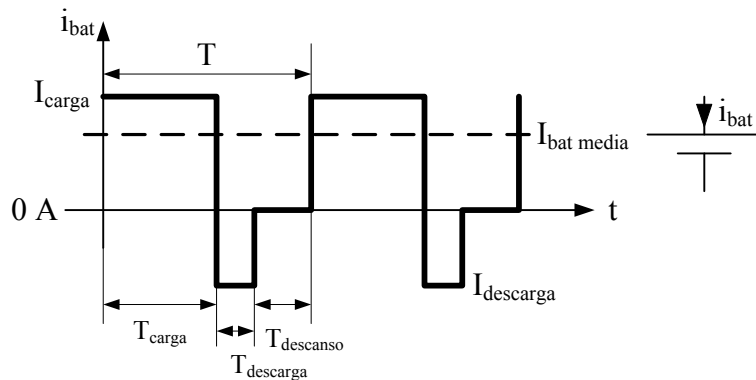 i_bat
T
I_carga
i_bat
I_bat media
0 A
t
I_descarga
T_carga
T_descanso
T_descarga